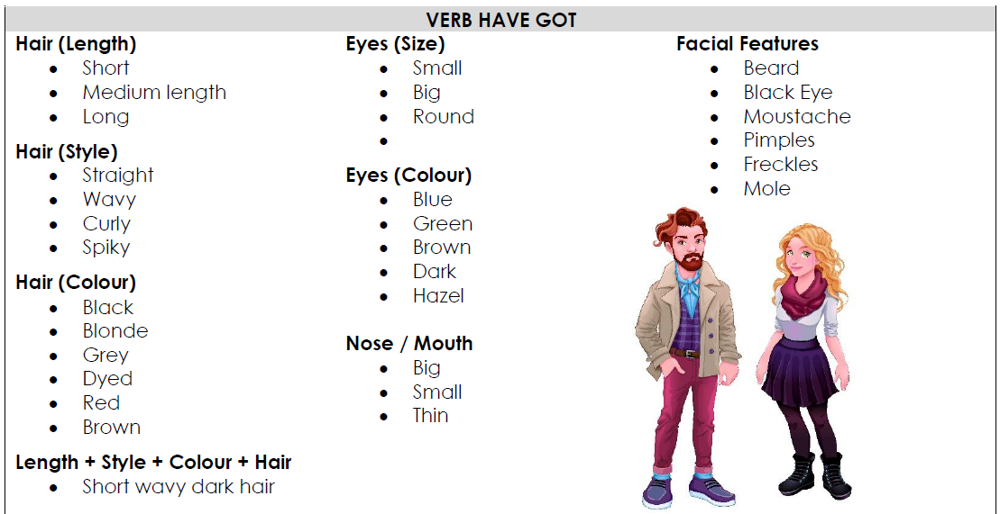 VERB HAVE GOT
Hair (Length)
• Short
• Medium length
• Long
Hair (Style)
• Straight
• Wavy
• Curly
• Spiky
Hair (Colour)
• Black
• Blonde
• Grey
• Dyed
• Red
• Brown
Length + Style + Colour + Hair
• Short wavy dark hair
Eyes (Size)
• Small
• Big
• Round
•
Eyes (Colour)
• Blue
• Green
• Brown
• Dark
• Hazel
Nose / Mouth
• Big
• Small
• Thin
Facial Features
• Beard
• Black Eye
• Moustache
• Pimples
• Freckles
• Mole